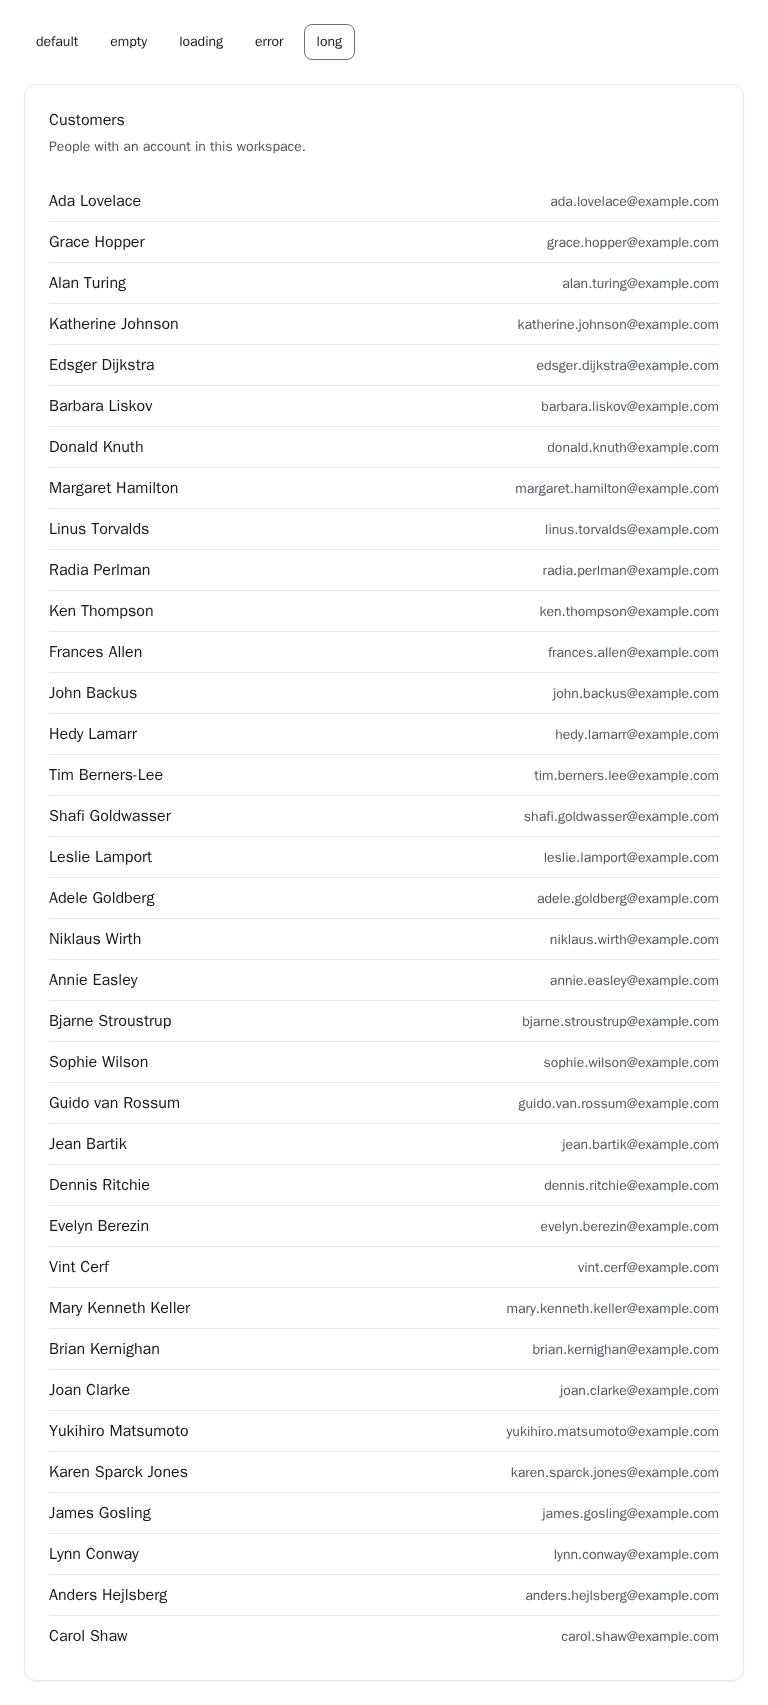 default empty loading error long
Customers
People with an account in this workspace.
Ada Lovelace ada.lovelace@example.com
Grace Hopper grace.hopper@example.com
Alan Turing alan.turing@example.com
Katherine Johnson katherine.johnson@example.com
Edsger Dijkstra edsger.dijkstra@example.com
Barbara Liskov barbara.liskov@example.com
Donald Knuth donald.knuth@example.com
Margaret Hamilton margaret.hamilton@example.com
Linus Torvalds linus.torvalds@example.com
Radia Perlman radia.perlman@example.com
Ken Thompson ken.thompson@example.com
Frances Allen frances.allen@example.com
John Backus john.backus@example.com
Hedy Lamarr hedy.lamarr@example.com
Tim Berners-Lee tim.berners.lee@example.com
Shafi Goldwasser shafi.goldwasser@example.com
Leslie Lamport leslie.lamport@example.com
Adele Goldberg adele.goldberg@example.com
Niklaus Wirth niklaus.wirth@example.com
Annie Easley annie.easley@example.com
Bjarne Stroustrup bjarne.stroustrup@example.com
Sophie Wilson sophie.wilson@example.com
Guido van Rossum guido.van.rossum@example.com
Jean Bartik jean.bartik@example.com
Dennis Ritchie dennis.ritchie@example.com
Evelyn Berezin evelyn.berezin@example.com
Vint Cerf vint.cerf@example.com
Mary Kenneth Keller mary.kenneth.keller@example.com
Brian Kernighan brian.kernighan@example.com
Joan Clarke joan.clarke@example.com
Yukihiro Matsumoto yukihiro.matsumoto@example.com
Karen Sparck Jones karen.sparck.jones@example.com
James Gosling james.gosling@example.com
Lynn Conway lynn.conway@example.com
Anders Hejlsberg anders.hejlsberg@example.com
Carol Shaw carol.shaw@example.com